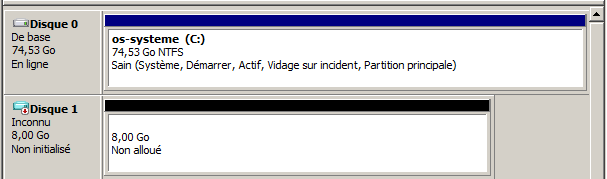 Disque 0
De base
74,53 Go
En ligne
os-systeme (C:)
74,53 Go NTFS
Sain (Système, Démarrer, Actif, Vidage sur incident, Partition principale)
Disque 1
Inconnu
8,00 Go
Non initialisé
8,00 Go
Non alloué